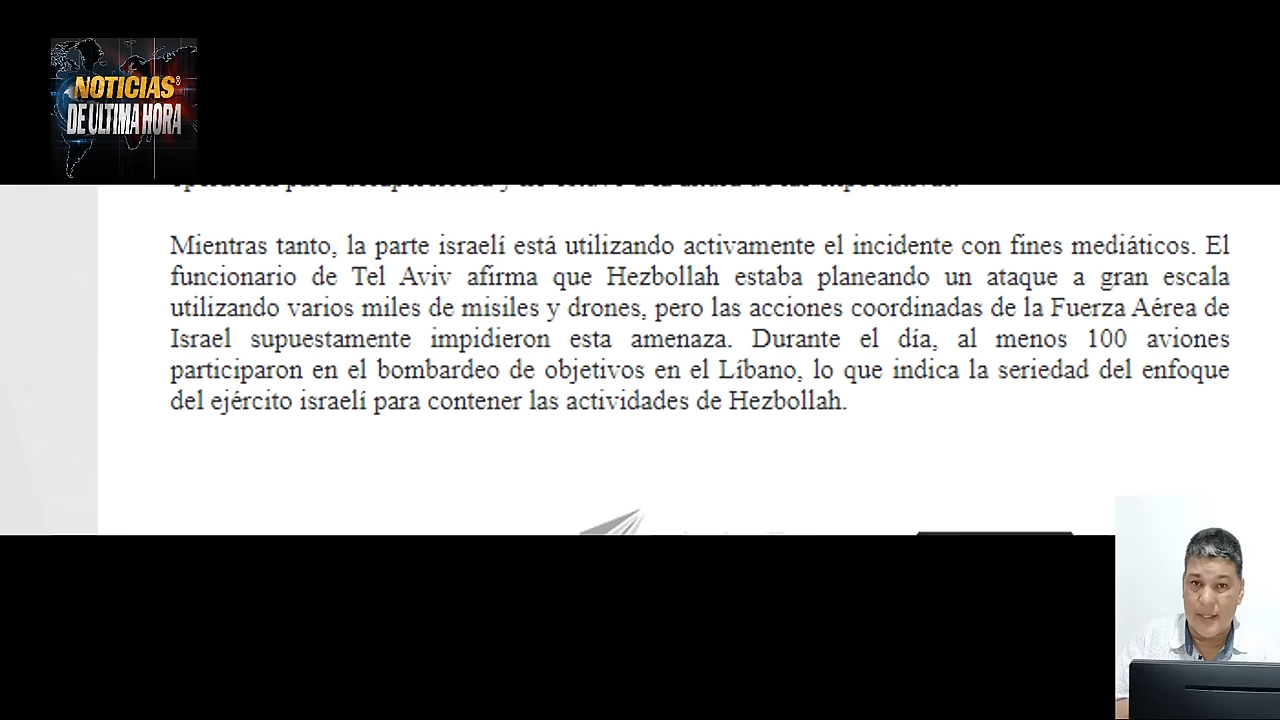 NOTICIAS
DE ULTIMA HORA
Mientras tanto, la parte israelí está utilizando activamente el incidente con fines mediáticos. El
funcionario de Tel Aviv afirma que Hezbollah estaba planeando un ataque a gran escala
utilizando varios miles de misiles y drones, pero las acciones coordinadas de la Fuerza Aérea de
Israel supuestamente impidieron esta amenaza. Durante el día, al menos 100 aviones
participaron en el bombardeo de objetivos en el Líbano, lo que indica la seriedad del enfoque
del ejército israelí para contener las actividades de Hezbollah.